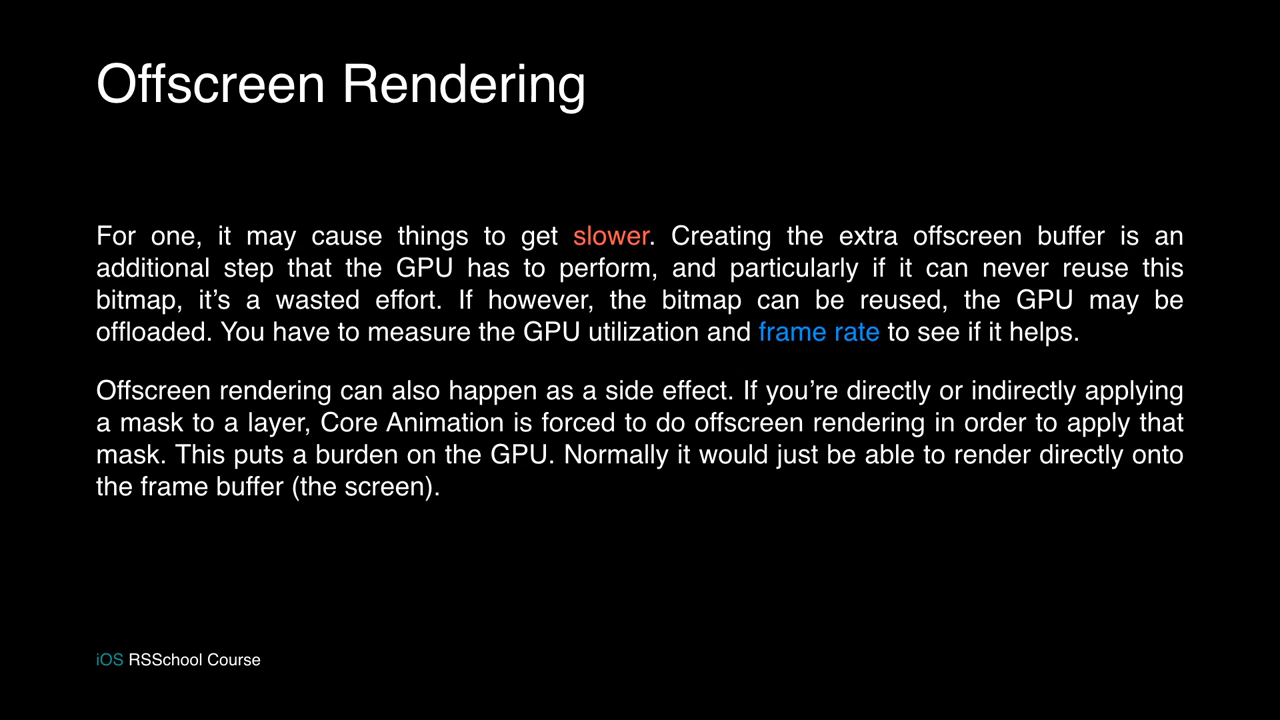 Offscreen Rendering
For one, it may cause things to get slower. Creating the extra offscreen buffer is an
additional step that the GPU has to perform, and particularly if it can never reuse this
bitmap, it’s a wasted effort. If however, the bitmap can be reused, the GPU may be
offloaded. You have to measure the GPU utilization and frame rate to see if it helps.
Offscreen rendering can also happen as a side effect. If you’re directly or indirectly applying
a mask to a layer, Core Animation is forced to do offscreen rendering in order to apply that
mask. This puts a burden on the GPU. Normally it would just be able to render directly onto
the frame buffer (the screen).
iOS RSSchool Course